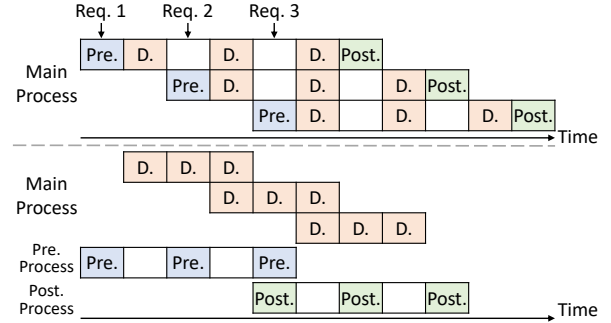 Req. 1 Req. 2 Req. 3
Pre. D. D. D. Post.
Main
Process
Pre. D. D. D. Post.
Pre. D. D. D. Post.
Time
D. D. D.
Main
Process
D. D. D.
D. D. D.
Pre.
Process
Pre. Pre. Pre.
Post.
Process
Post. Post. Post.
Time